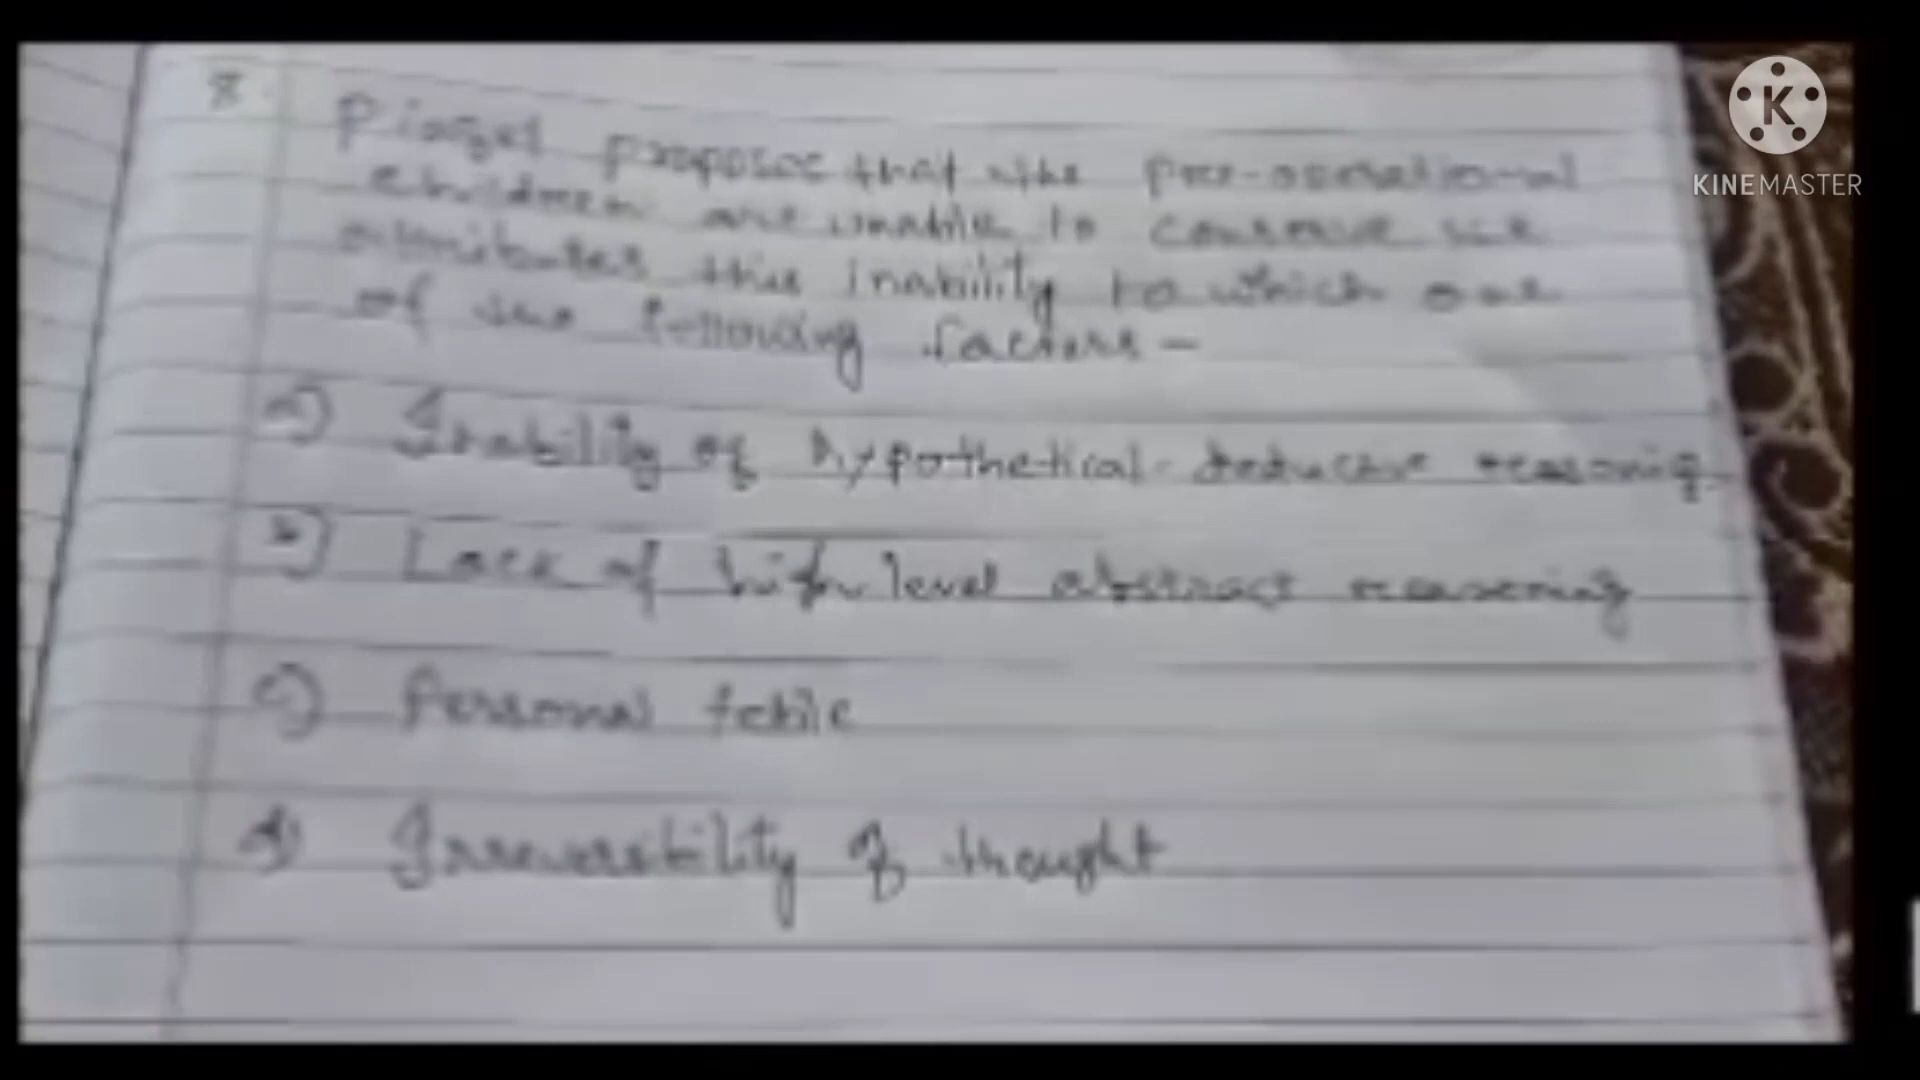 8.
Piaget proposes that the pre-operational
children are unable to conserve. He
attributes this inability to which one
of the following factors -
a) Inability of hypothetical-deductive reasoning
b) Lack of high level abstract reasoning
c) Personal
d) Irreversibility of thought
K
KINEMASTER